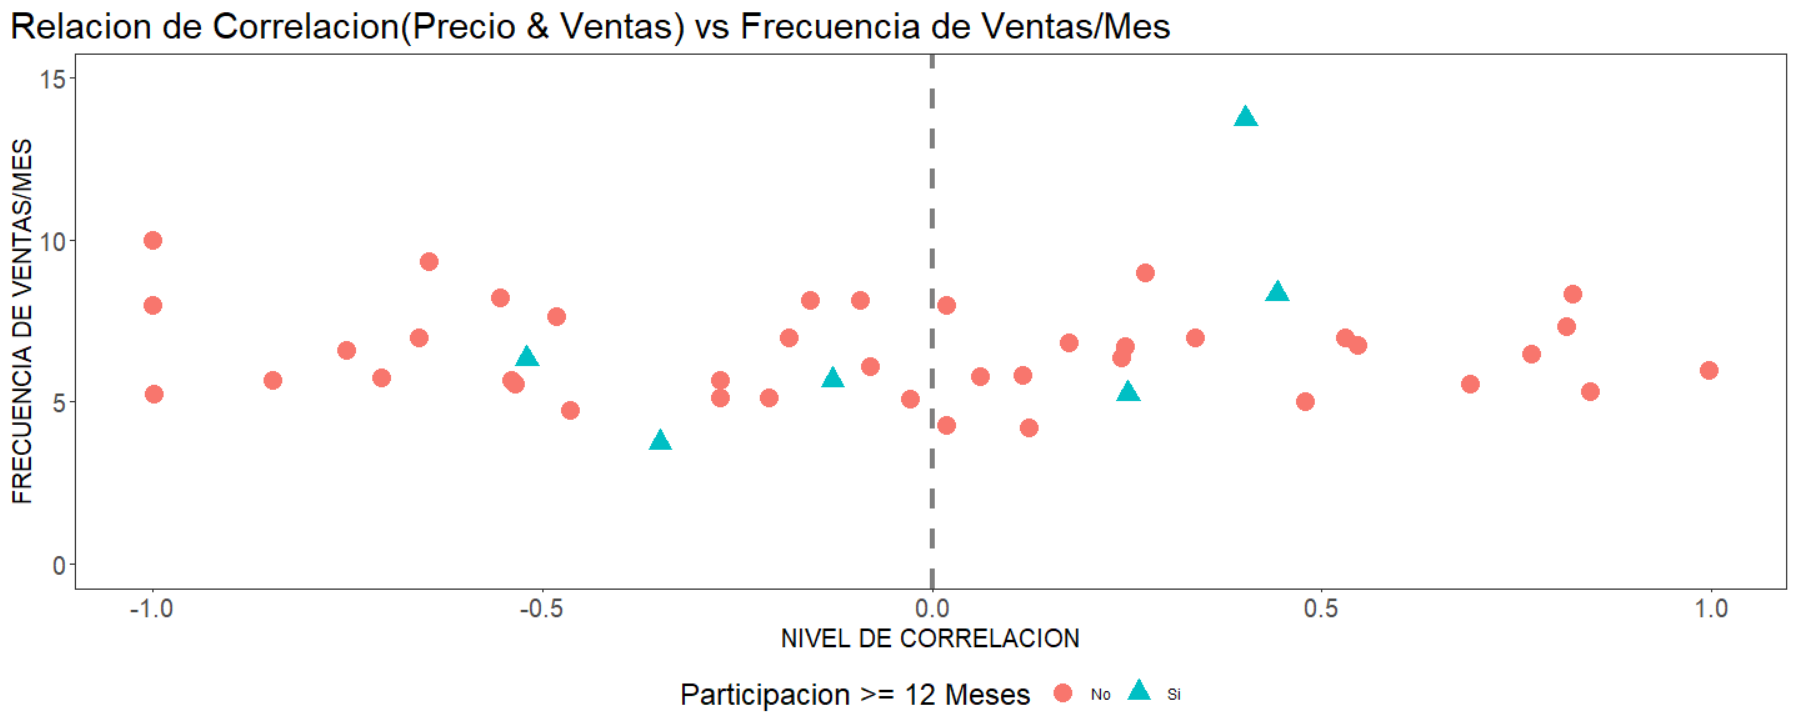 Relacion de Correlacion(Precio & Ventas) vs Frecuencia de Ventas/Mes
FRECUENCIA DE VENTAS/MES
15
10
5
0
-1.0
-0.5
0.0
0.5
1.0
NIVEL DE CORRELACION
Participacion >= 12 Meses
No
Si